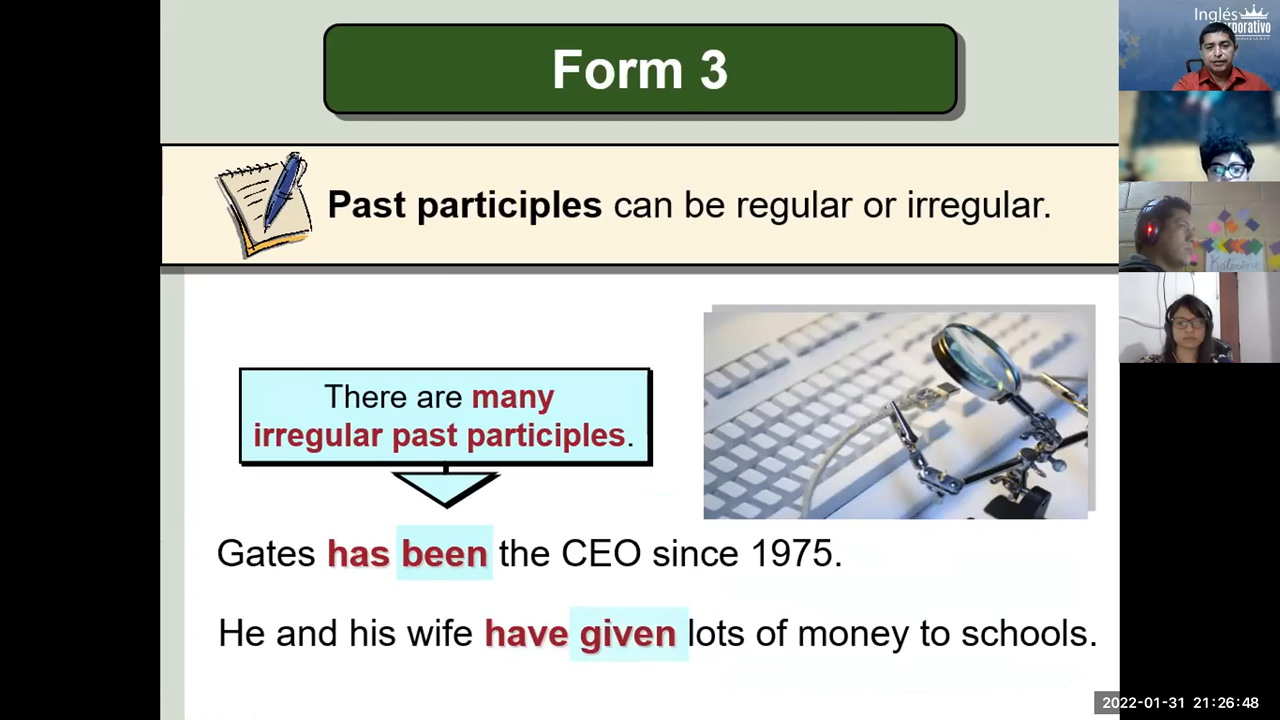 Form 3
Past participles can be regular or irregular.
There are many
irregular past participles.
Gates has been the CEO since 1975.
He and his wife have given lots of money to schools.
Inglés
2022-01-31 21:26:48